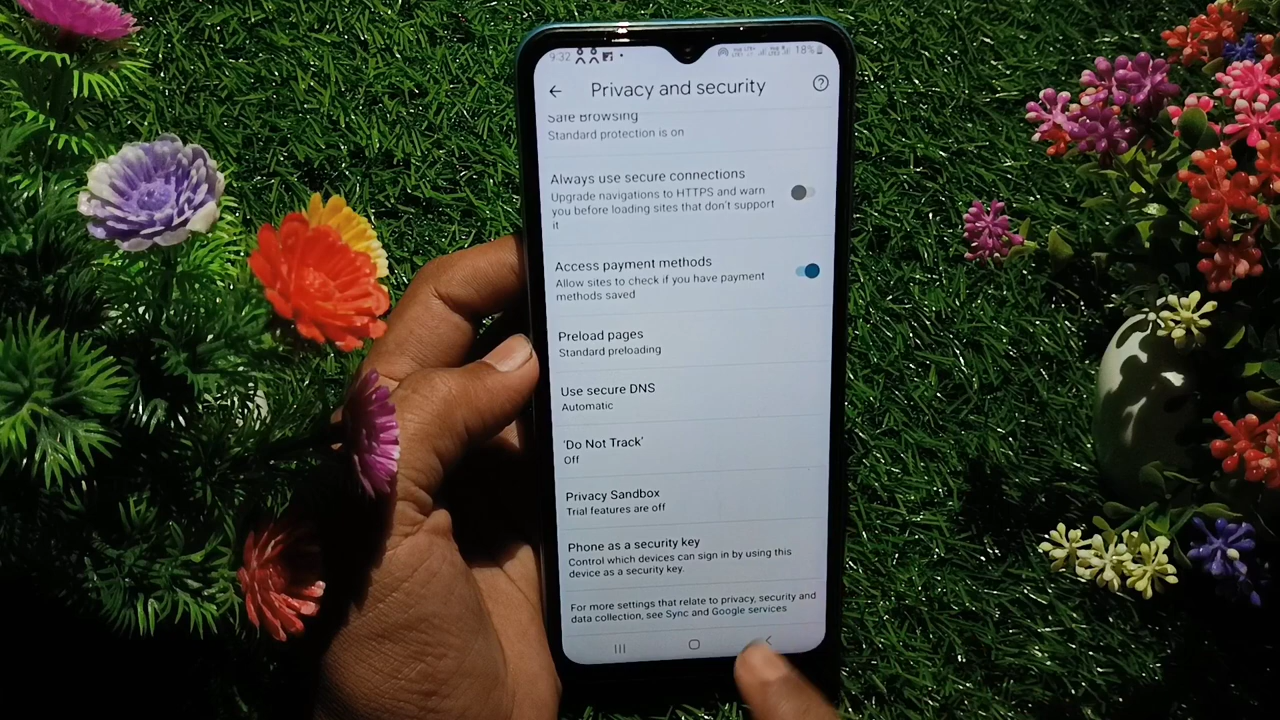 9:32
18%
Privacy and security
Safe Browsing
Standard protection is on
Always use secure connections
Upgrade navigations to HTTPS and warn
you before loading sites that don't support
it
Access payment methods
Allow sites to check if you have payment
methods saved
Preload pages
Standard preloading
Use secure DNS
Automatic
'Do Not Track'
Off
Privacy Sandbox
Trial features are off
Phone as a security key
Control which devices can sign in by using this
device as a security key.
For more settings that relate to privacy, security and
data collection, see Sync and Google services